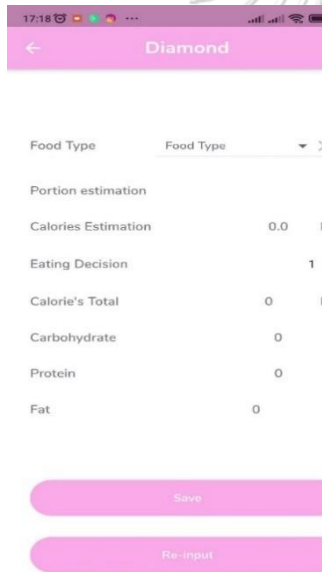 17:18
Diamond
Food Type Food Type
Portion estimation
Calories Estimation 0.0
Eating Decision 1
Calorie's Total 0
Carbohydrate 0
Protein 0
Fat 0
Save
Re-input